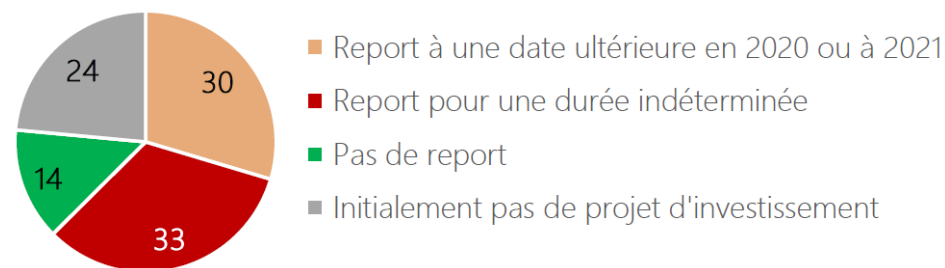 24
30
14
33
Report à une date ultérieure en 2020 ou à 2021
Report pour une durée indéterminée
Pas de report
Initialement pas de projet d'investissement